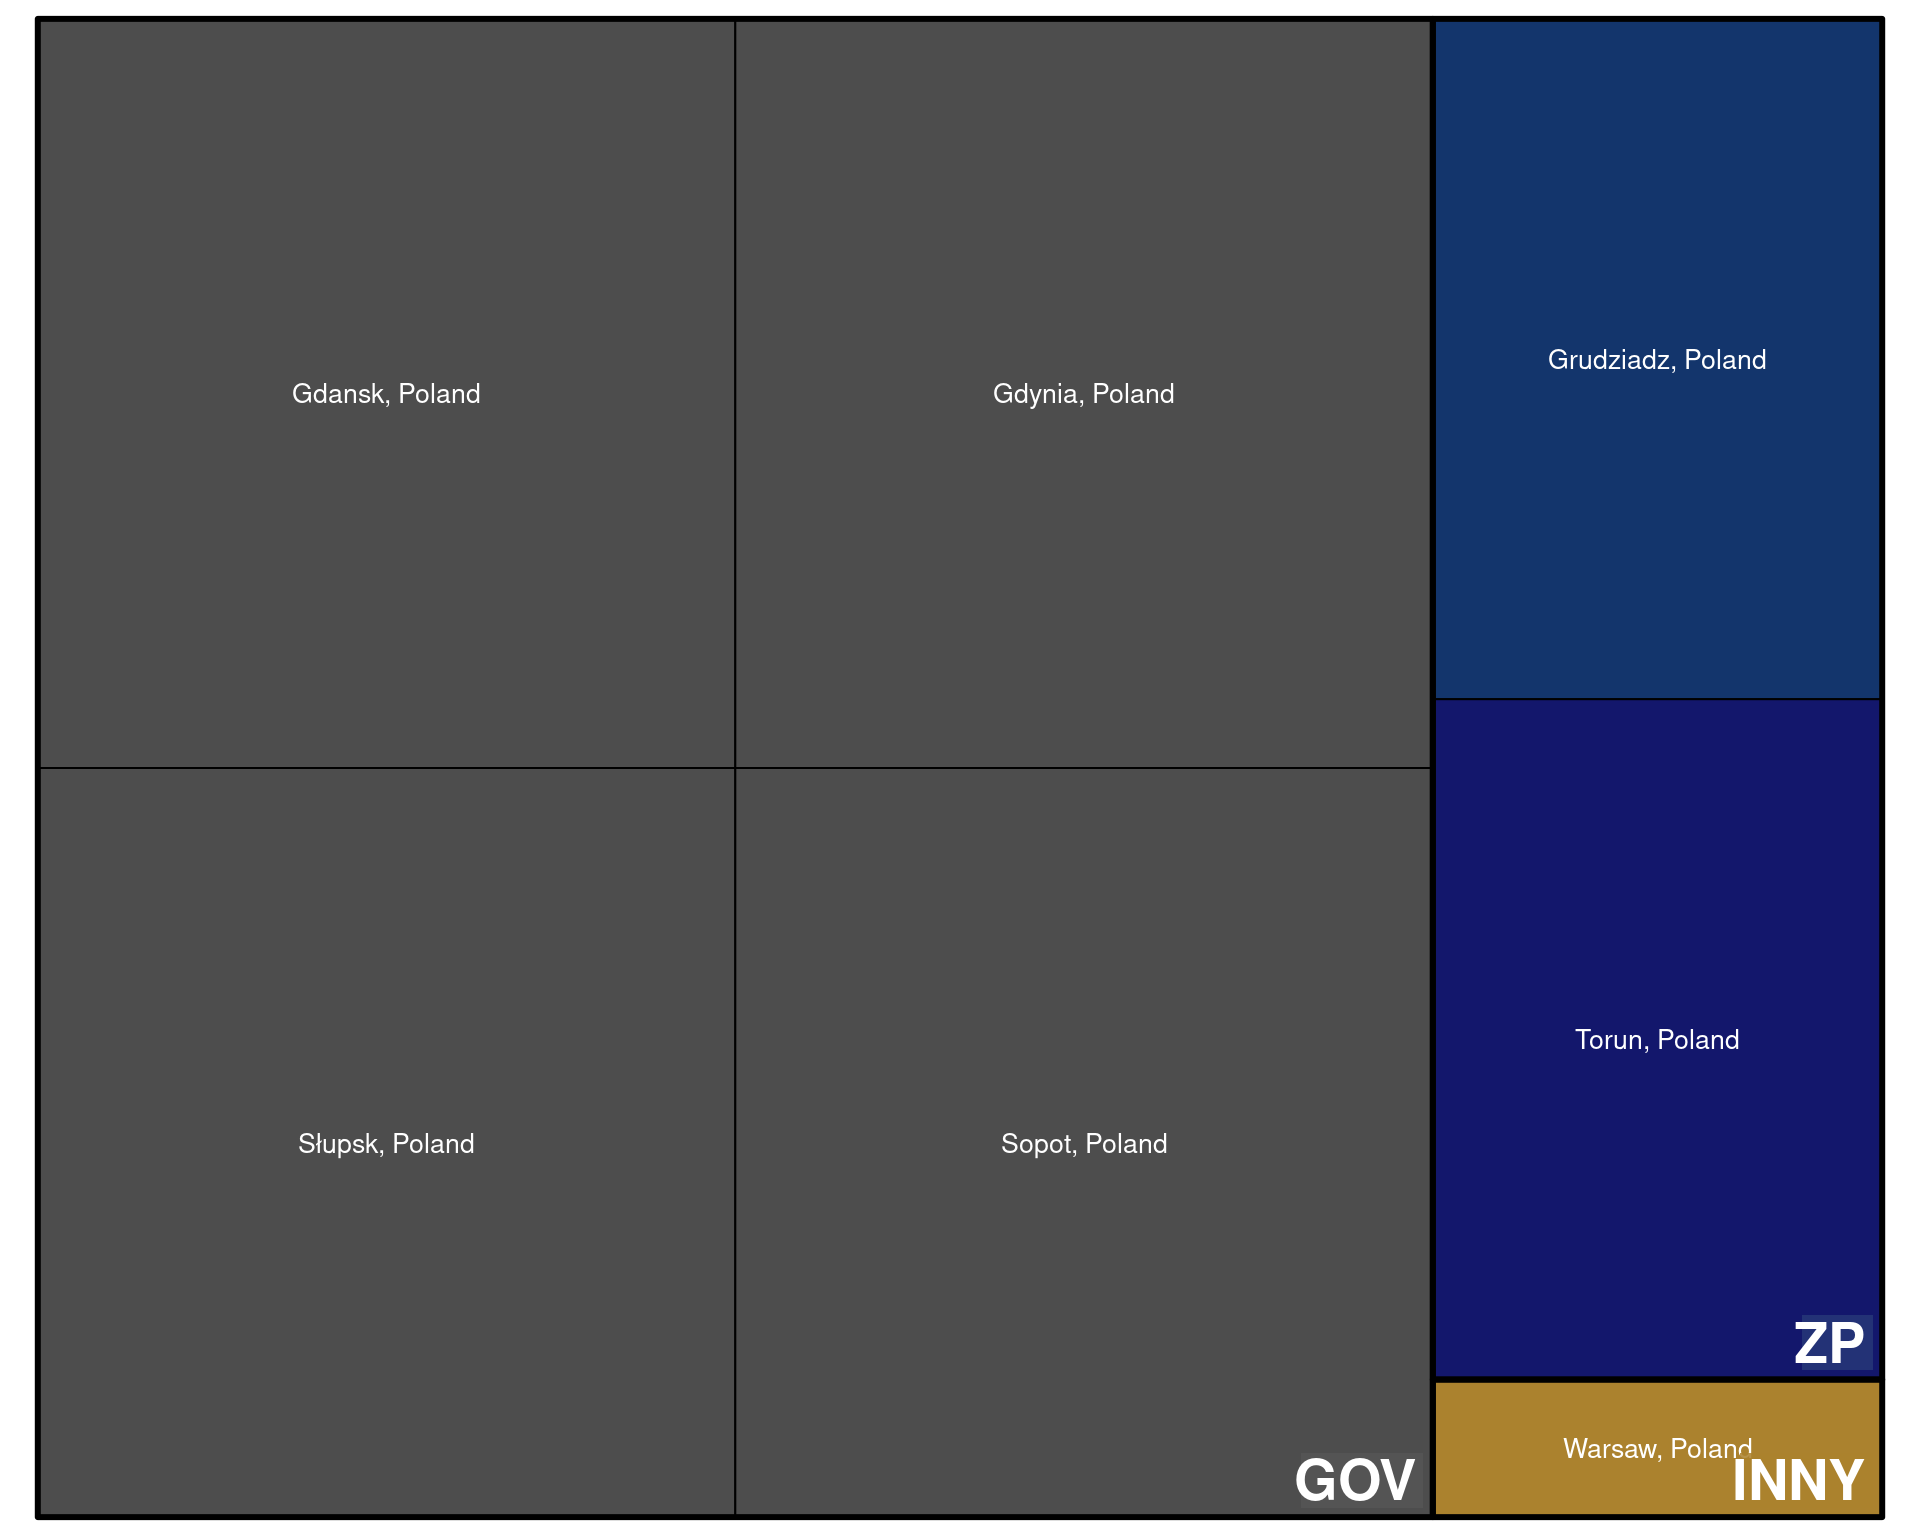 Gdansk, Poland
Gdynia, Poland
Grudziadz, Poland
Torun, Poland
Słupsk, Poland
Sopot, Poland
ZP
Warsaw, Poland
GOV
INNY